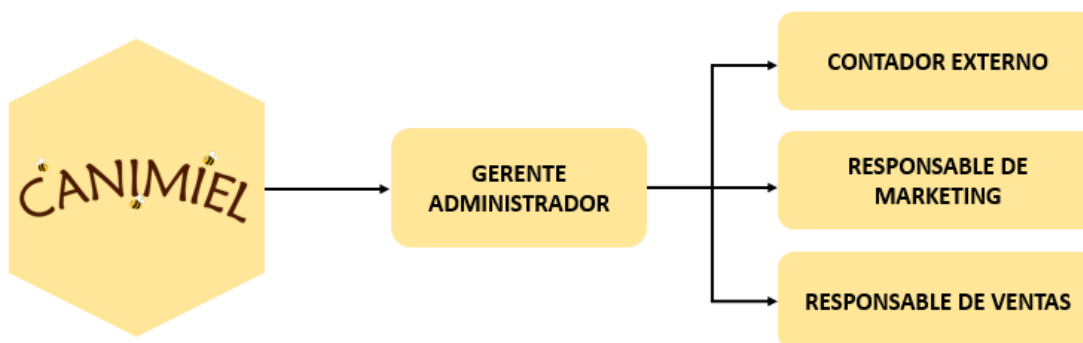 CANIMIEL
GERENTE
ADMINISTRADOR
CONTADOR EXTERNO
RESPONSABLE DE
MARKETING
RESPONSABLE DE VENTAS